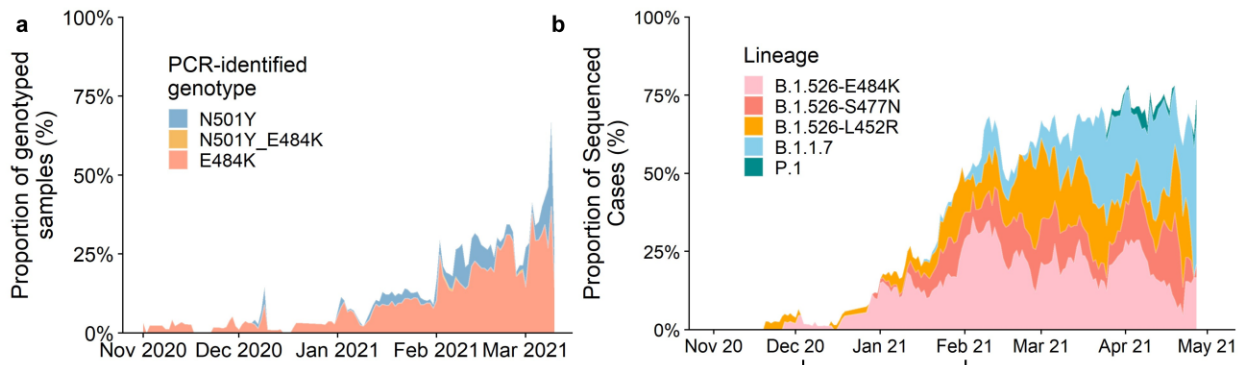 a
100%
75%
50%
25%
0%
Proportion of genotyped
samples (%)
PCR-identified
genotype
N501Y
N501Y_E484K
E484K
Nov 2020 Dec 2020 Jan 2021 Feb 2021 Mar 2021
b
100%
75%
50%
25%
0%
Proportion of Sequenced
Cases (%)
Lineage
B.1.526-E484K
B.1.526-S477N
B.1.526-L452R
B.1.1.7
P.1
Nov 20 Dec 20 Jan 21 Feb 21 Mar 21 Apr 21 May 21